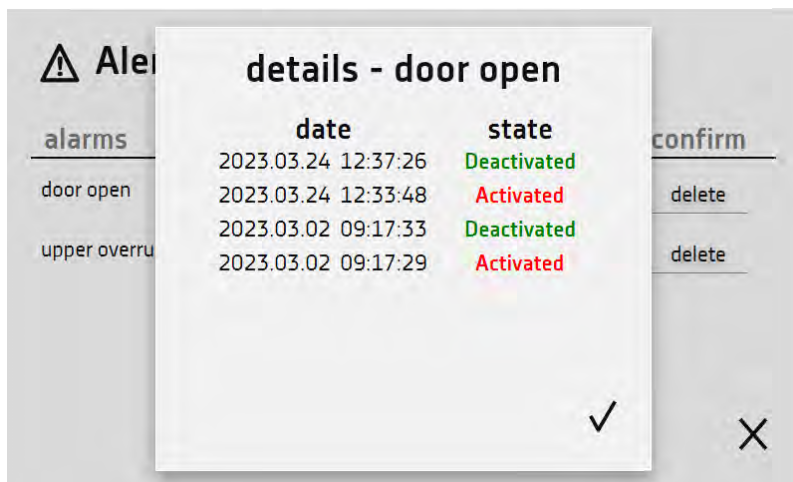 Aler
details - door open
alarms
date state
confirm
2023.03.24 12:37:26 Deactivated
door open
2023.03.24 12:33:48 Activated
delete
2023.03.02 09:17:33 Deactivated
upper overru
2023.03.02 09:17:29 Activated
delete